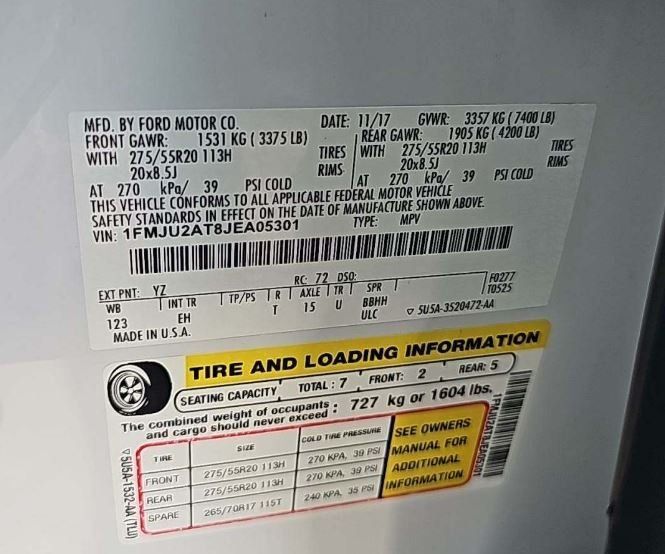 MFD. BY FORD MOTOR CO. DATE: 11/17 GVWR: 3357 KG ( 7400 LB)
FRONT GAWR: 1531 KG ( 3375 LB) REAR GAWR: 1905 KG ( 4200 LB)
WITH 275/55R20 113H TIRES WITH 275/55R20 113H TIRES
20x8.5J RIMS 20x8.5J RIMS
AT 270 kPa/ 39 PSI COLD AT 270 kPa/ 39 PSI COLD
THIS VEHICLE CONFORMS TO ALL APPLICABLE FEDERAL MOTOR VEHICLE
SAFETY STANDARDS IN EFFECT ON THE DATE OF MANUFACTURE SHOWN ABOVE.
VIN: 1FMJU2AT8JEA05301 TYPE: MPV
EXT PNT: YZ RC: 72 DSO: F0277
WB INT TR TP/PS R AXLE TR SPR T0525
123 EH T 15 U BBHH
ULC 5U5A-3520472-AA
MADE IN U.S.A.
TIRE AND LOADING INFORMATION
SEATING CAPACITY TOTAL : 7 FRONT: 2 REAR: 5
The combined weight of occupants and cargo should never exceed : 727 kg or 1604 lbs.
TIRE SIZE COLD TIRE PRESSURE
FRONT 275/55R20 113H 270 KPA, 39 PSI
REAR 275/55R20 113H 270 KPA, 39 PSI
SPARE 265/70R17 115T 240 KPA, 35 PSI
SEE OWNERS
MANUAL FOR
ADDITIONAL
INFORMATION
5U5A-1532-AA (TLU)
1FMJU2AT8JEA05301